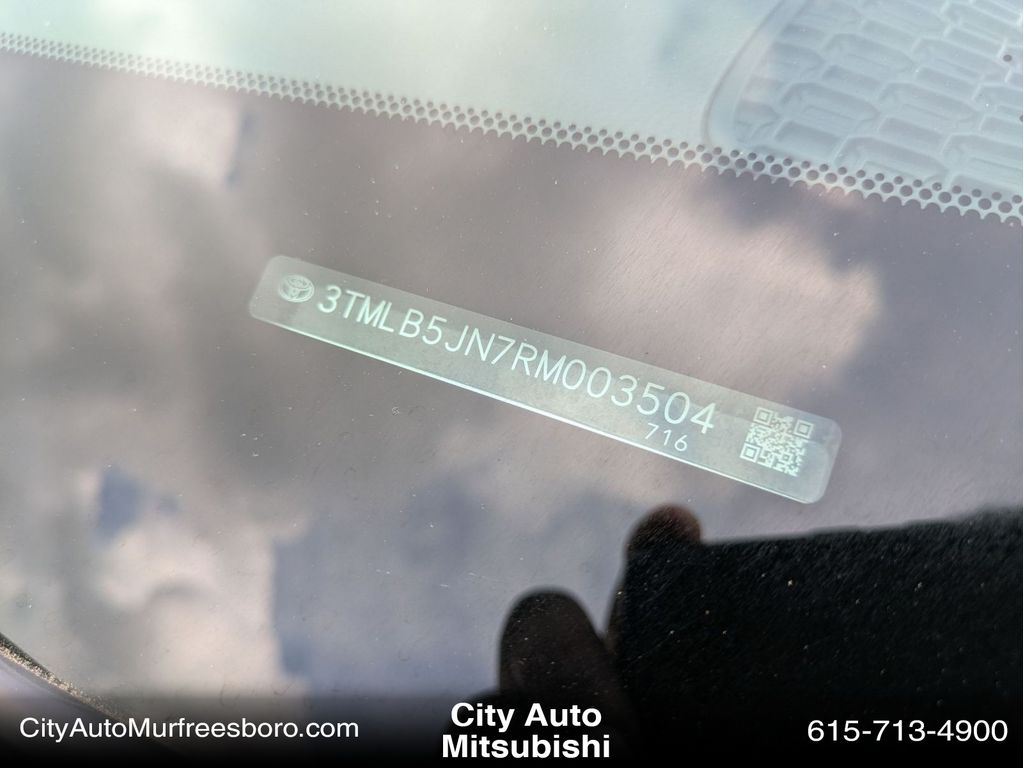 3TMLB5JN7RM003504
716
CityAutoMurfreesboro.com
City Auto
Mitsubishi
615-713-4900